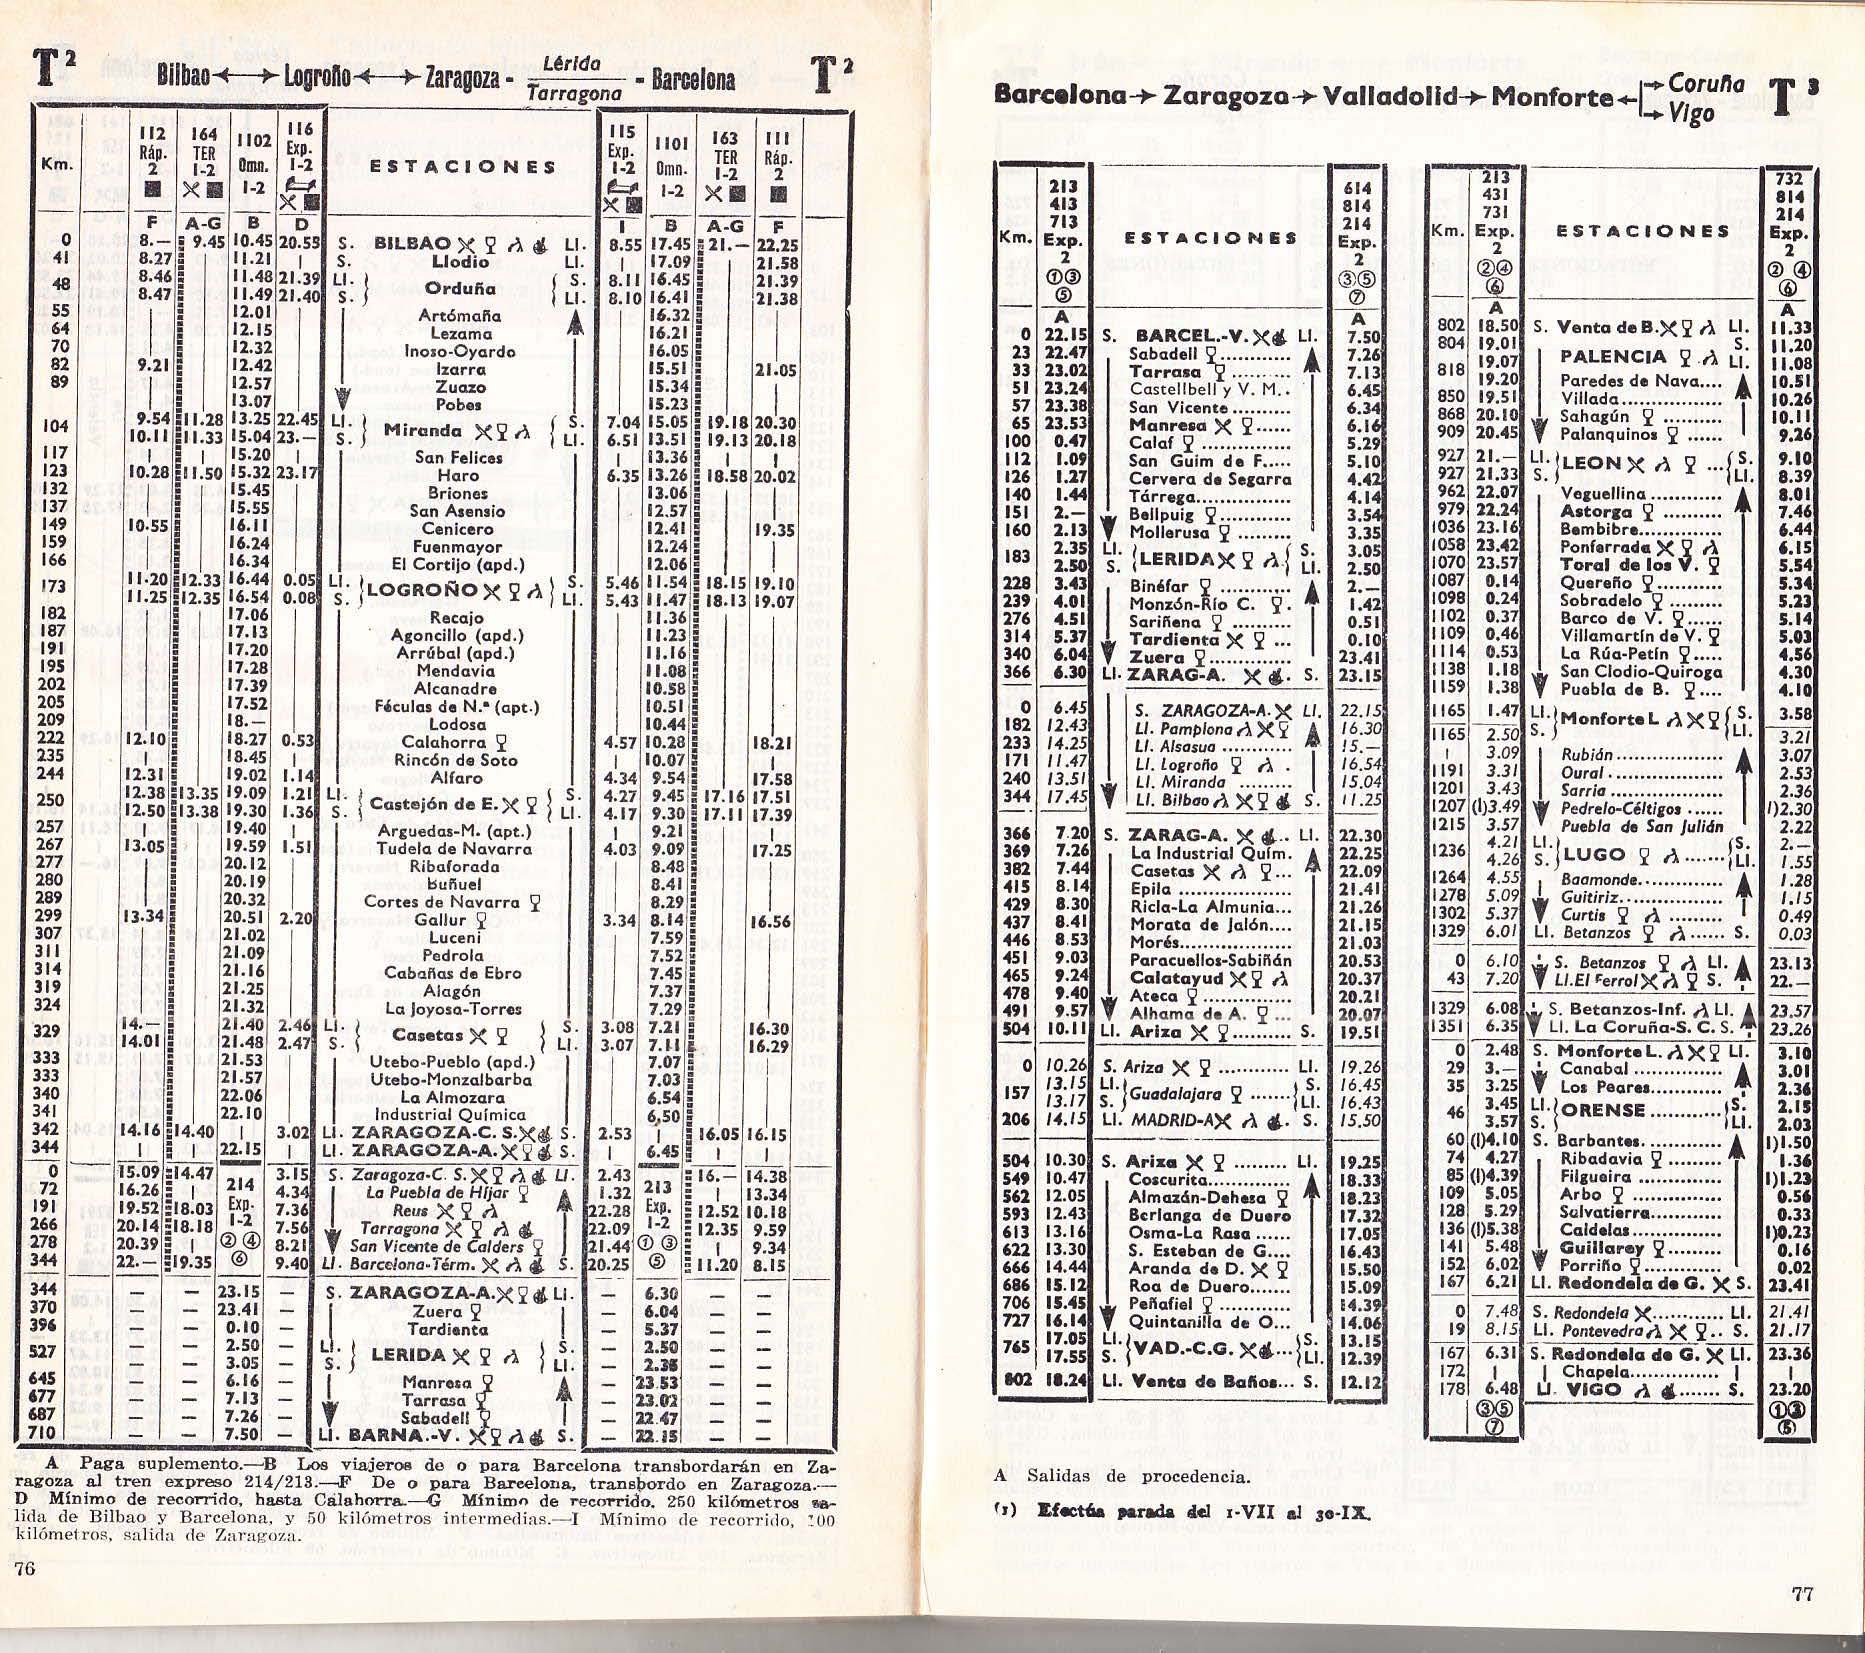 T 2 Bilbao ←→ Logroño ←→ Zaragoza - Lérida / Tarragona - Barcelona T 2
Km. 112 Ráp. 2 164 TER 1-2 1102 Omn. 1-2 116 Exp. 1-2 ESTACIONES 115 Exp. 1-2 1101 Omn. 1-2 163 TER 1-2 111 Ráp. 2
F A-G B D I B A-G F
0 8.— 9.45 10.45 20.53 S. BILBAO Ll. 8.55 17.45 21.— 22.25
41 8.27 11.21 S. Llodio Ll. 17.09 21.58
48 8.46 11.48 21.39 Ll. Orduña S. 8.11 16.45 21.39
8.47 11.49 21.40 S. Ll. 8.10 16.41 21.38
55 12.01 Artómaña 16.32
64 12.15 Lezama 16.21
70 12.32 Inoso-Oyardo 16.05
82 9.21 12.42 Izarra 15.51 21.05
89 12.57 Zuazo 15.34
13.07 Pobes 15.23
104 9.54 11.28 13.25 22.45 Ll. Miranda S. 7.04 15.05 19.18 20.30
10.11 11.33 15.04 23.— S. Ll. 6.51 13.51 19.13 20.18
117 15.20 San Felices 13.36
123 10.28 11.50 15.32 23.17 Haro 6.35 13.26 18.58 20.02
132 15.45 Briones 13.06
137 15.55 San Asensio 12.57
149 10.55 16.11 Cenicero 12.41 19.35
159 16.24 Fuenmayor 12.24
166 16.34 El Cortijo (apd.) 12.06
173 11.20 12.33 16.44 0.05 Ll. LOGROÑO S. 5.46 11.54 18.15 19.10
11.25 12.35 16.54 0.08 S. Ll. 5.43 11.47 18.13 19.07
182 17.06 Recajo 11.36
187 17.13 Agoncillo (apd.) 11.23
191 17.20 Arrúbal (apd.) 11.16
195 17.28 Mendavia 11.08
202 17.39 Alcanadre 10.58
205 17.52 Féculas de N.ª (apt.) 10.51
209 18.— Lodosa 10.44
222 12.10 18.27 0.53 Calahorra 4.57 10.28 18.21
235 18.45 Rincón de Soto 10.07
244 12.31 19.02 1.14 Alfaro 4.34 9.54 17.58
250 12.38 13.35 19.09 1.21 Ll. Castejón de E. S. 4.27 9.45 17.16 17.51
12.50 13.38 19.30 1.36 S. Ll. 4.17 9.30 17.11 17.39
257 19.40 Arguedas-M. (apt.) 9.21
267 13.05 19.59 1.51 Tudela de Navarra 4.03 9.09 17.25
277 20.12 Ribaforada 8.48
280 20.19 Buñuel 8.41
289 20.32 Cortes de Navarra 8.29
299 13.34 20.51 2.20 Gallur 3.34 8.14 16.56
307 21.02 Luceni 7.59
311 21.09 Pedrola 7.52
314 21.16 Cabañas de Ebro 7.45
319 21.25 Alagón 7.37
324 21.32 La Joyosa-Torres 7.29
329 14.— 21.40 2.46 Ll. Casetas S. 3.08 7.21 16.30
14.01 21.48 2.47 S. Ll. 3.07 7.11 16.29
333 21.53 Utebo-Pueblo (apd.) 7.07
333 21.57 Utebo-Monzalbarba 7.03
340 22.06 La Almozara 6.54
341 22.10 Industrial Química 6,50
342 14.16 14.40 3.02 Ll. ZARAGOZA-C. S. S. 2.53 16.05 16.15
344 22.15 Ll. ZARAGOZA-A. S. 6.45
0 15.09 14.47 3.15 S. Zaragoza-C. S. Ll. 2.43 16.— 14.38
72 16.26 214 4.34 La Puebla de Híjar 1.32 213 13.34
191 19.52 18.03 Exp. 7.36 Reus 22.28 Exp. 12.52 10.18
266 20.14 18.18 1-2 7.56 Tarragona 22.09 1-2 12.35 9.59
278 20.39 ② ④ 8.21 San Vicente de Calders 21.44 ① ③ 9.34
344 22.— 19.35 ⑥ 9.40 Ll. Barcelona-Térm. S. 20.25 ⑤ 11.20 8.15
344 — — 23.15 — S. ZARAGOZA-A. Ll. — 6.30 — —
370 — — 23.41 — Zuera — 6.04 — —
396 — — 0.10 — Tardienta — 5.37 — —
527 — — 2.50 — Ll. LERIDA S. — 2.50 — —
— — 3.05 — S. Ll. — 2.35 — —
645 — — 6.16 — Manresa — 23.53 — —
677 — — 7.13 — Tarrasa — 23.02 — —
687 — — 7.26 — Sabadell — 22.47 — —
710 — — 7.50 — Ll. BARNA.-V. S. — 22.15 — —
A Paga suplemento.—B Los viajeros de o para Barcelona transbordarán en Za-
ragoza al tren expreso 214/213.—F De o para Barcelona, transbordo en Zaragoza.—
D Mínimo de recorrido, hasta Calahorra.—G Mínimo de recorrido. 250 kilómetros sa-
lida de Bilbao y Barcelona, y 50 kilómetros intermedias.—I Mínimo de recorrido, 200
kilómetros, salida de Zaragoza.
76
Barcelona → Zaragoza → Valladolid → Monforte ← → Coruña → Vigo T 3
Km. 213 413 713 Exp. 2 ①③⑤ ESTACIONES 614 814 214 Exp. 2 ③⑤⑦
A A
0 22.15 S. BARCEL.-V. Ll. 7.50
23 22.47 Sabadell 7.26
33 23.02 Tarrasa 7.13
51 23.24 Castellbell y V. M. 6.45
57 23.38 San Vicente 6.34
65 23.53 Manresa 6.16
100 0.47 Calaf 5.29
112 1.09 San Guim de F. 5.10
126 1.27 Cervera de Segarra 4.42
140 1.44 Tárrega 4.14
151 2.— Bellpuig 3.54
160 2.13 Mollerusa 3.35
183 2.35 Ll. LERIDA S. 3.05
2.50 S. Ll. 2.50
228 3.43 Binéfar 2.—
239 4.01 Monzón-Río C. 1.42
276 4.51 Sariñena 0.51
314 5.37 Tardienta 0.10
340 6.04 Zuera 23.41
366 6.30 Ll. ZARAG-A. S. 23.15
0 6.45 S. ZARAGOZA-A. Ll. 22.15
182 12.43 Ll. Pamplona 16.30
233 14.25 Ll. Alsasua 15.—
171 11.47 Ll. Logroño 16.54
240 13.51 Ll. Miranda 15.04
344 17.45 Ll. Bilbao S. 11.25
366 7.20 S. ZARAG-A. Ll. 22.30
369 7.26 La Industrial Quím. 22.25
382 7.44 Casetas 22.09
415 8.14 Epila 21.41
429 8.30 Ricla-La Almunia 21.26
437 8.41 Morata de Jalón 21.15
446 8.53 Morés 21.03
451 9.03 Paracuellos-Sabiñán 20.53
465 9.24 Calatayud 20.37
478 9.40 Ateca 20.21
491 9.57 Alhama de A. 20.07
504 10.11 Ll. Ariza S. 19.51
0 10.26 S. Ariza Ll. 19.26
157 13.15 Ll. Guadalajara S. 16.45
13.17 S. Ll. 16.43
206 14.15 Ll. MADRID-A S. 15.50
504 10.30 S. Ariza Ll. 19.25
549 10.47 Coscurita 18.33
562 12.05 Almazán-Dehesa 18.23
593 12.43 Berlanga de Duero 17.32
613 13.16 Osma-La Rasa 17.05
622 13.30 S. Esteban de G. 16.43
666 14.44 Aranda de D. 15.50
686 15.12 Roa de Duero 15.09
706 15.45 Peñafiel 14.39
727 16.14 Quintanilla de O. 14.06
765 17.05 Ll. VAD.-C.G. S. 13.15
17.55 S. Ll. 12.39
802 18.24 Ll. Venta de Baños S. 12.12
A Salidas de procedencia.
(1) Efectúa parada del 1-VII al 30-IX.
Km. 213 431 731 Exp. 2 ②④⑥ ESTACIONES 732 814 214 Exp. 2 ② ④ ⑥
A A
802 18.50 S. Venta de B. Ll. 11.33
804 19.01 S. 11.20
19.07 PALENCIA Ll. 11.08
818 19.20 Paredes de Nava 10.51
850 19.51 Villada 10.26
868 20.10 Sahagún 10.11
909 20.45 Palanquinos 9.26
927 21.— Ll. LEON S. 9.10
927 21.33 S. Ll. 8.39
962 22.07 Veguellina 8.01
979 22.24 Astorga 7.46
1036 23.16 Bembibre 6.44
1058 23.42 Ponferrada 6.15
1070 23.57 Toral de los V. 5.54
1087 0.14 Quereño 5.34
1098 0.24 Sobradelo 5.23
1102 0.37 Barco de V. 5.14
1109 0.46 Villamartín de V. 5.03
1114 0.53 La Rúa-Petín 4.56
1138 1.18 San Clodio-Quiroga 4.30
1159 1.38 Puebla de B. 4.10
1165 1.47 Ll. Monforte L S. 3.58
1165 2.50 S. Ll. 3.21
3.09 Rubián 3.07
1191 3.31 Oural 2.53
1201 3.43 Sarria 2.36
1207 (1)3.49 Pedrelo-Céltigos 1)2.30
1215 3.57 Puebla de San Julián 2.22
1236 4.21 Ll. LUGO S. 2.—
4.26 S. Ll. 1.55
1264 4.55 Baamonde 1.28
1278 5.09 Guitiriz 1.15
1302 5.37 Curtis 0.49
1329 6.01 Ll. Betanzos S. 0.03
0 6.10 S. Betanzos Ll. 23.13
43 7.20 Ll. El Ferrol S. 22.—
1329 6.08 S. Betanzos-Inf. Ll. 23.57
1351 6.35 Ll. La Coruña-S. C. S. 23.26
0 2.48 S. Monforte L. Ll. 3.10
29 3.— Canabal 3.01
35 3.25 Los Peares 2.36
46 3.45 Ll. ORENSE S. 2.15
3.57 S. Ll. 2.03
60 (1)4.10 S. Barbantes 1)1.50
74 4.27 Ribadavia 1.36
85 (1)4.39 Filgueira 1)1.23
109 5.05 Arbo 0.56
128 5.29 Salvatierra 0.33
136 (1)5.38 Caldelas 1)0.23
141 5.48 Guillarey 0.16
152 6.02 Porriño 0.02
167 6.21 Ll. Redondela de G. S. 23.41
0 7.48 S. Redondela Ll. 21.41
19 8.15 Ll. Pontevedra S. 21.17
167 6.31 S. Redondela de G. Ll. 23.36
172 Chapela
178 6.48 Ll. VIGO S. 23.20
③⑤⑦ ①③⑤
77